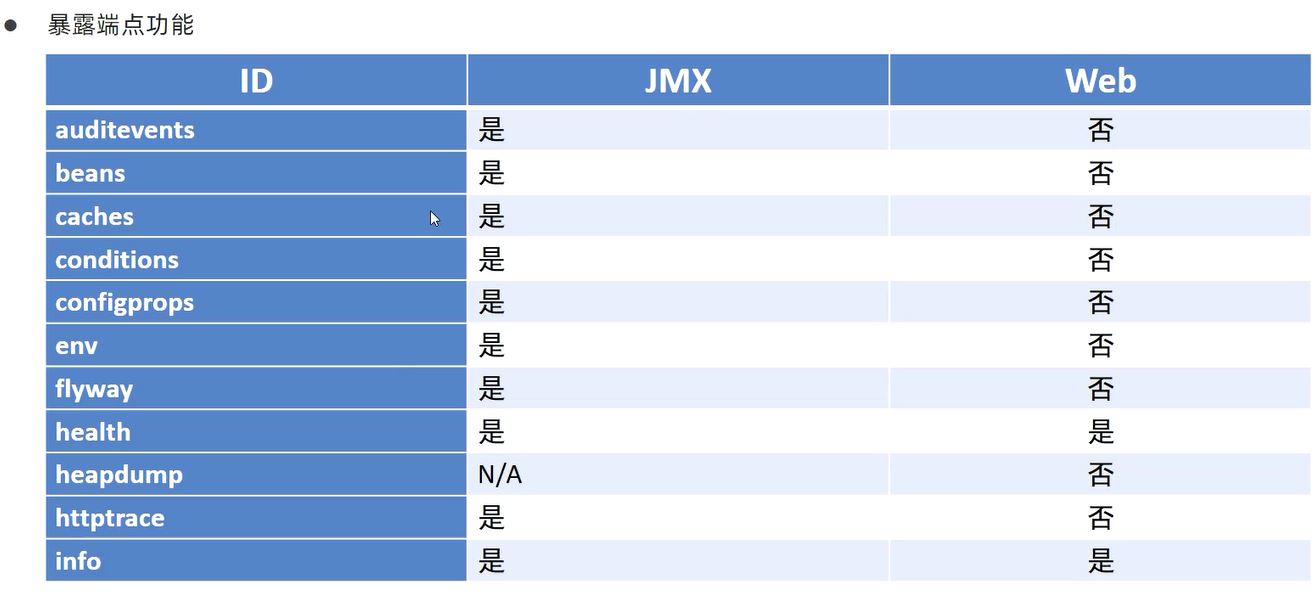 暴露端点功能
ID JMX Web
auditevents 是 否
beans 是 否
caches 是 否
conditions 是 否
configprops 是 否
env 是 否
flyway 是 否
health 是 是
heapdump N/A 否
httptrace 是 否
info 是 是